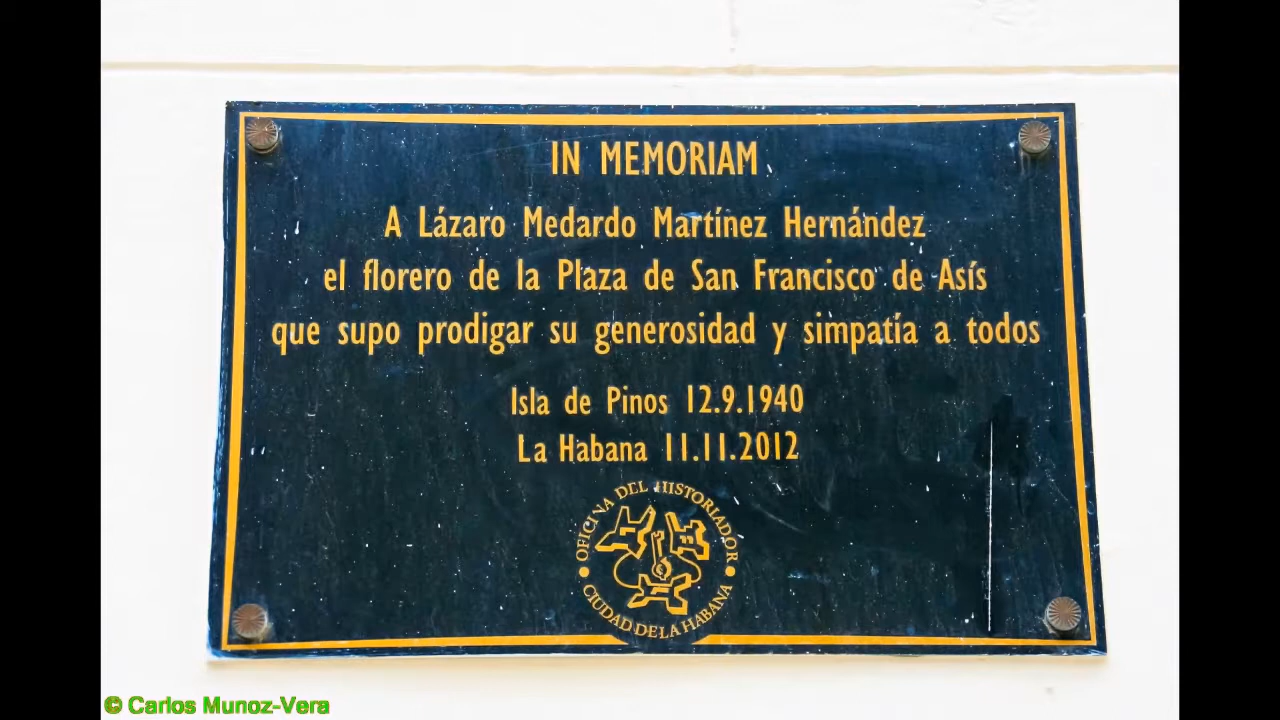 IN MEMORIAM
A Lázaro Medardo Martínez Hernández
el florero de la Plaza de San Francisco de Asís
que supo prodigar su generosidad y simpatía a todos
Isla de Pinos 12.9.1940
La Habana 11.11.2012
OFICINA DEL HISTORIADOR
CIUDAD DE LA HABANA
© Carlos Munoz-Vera